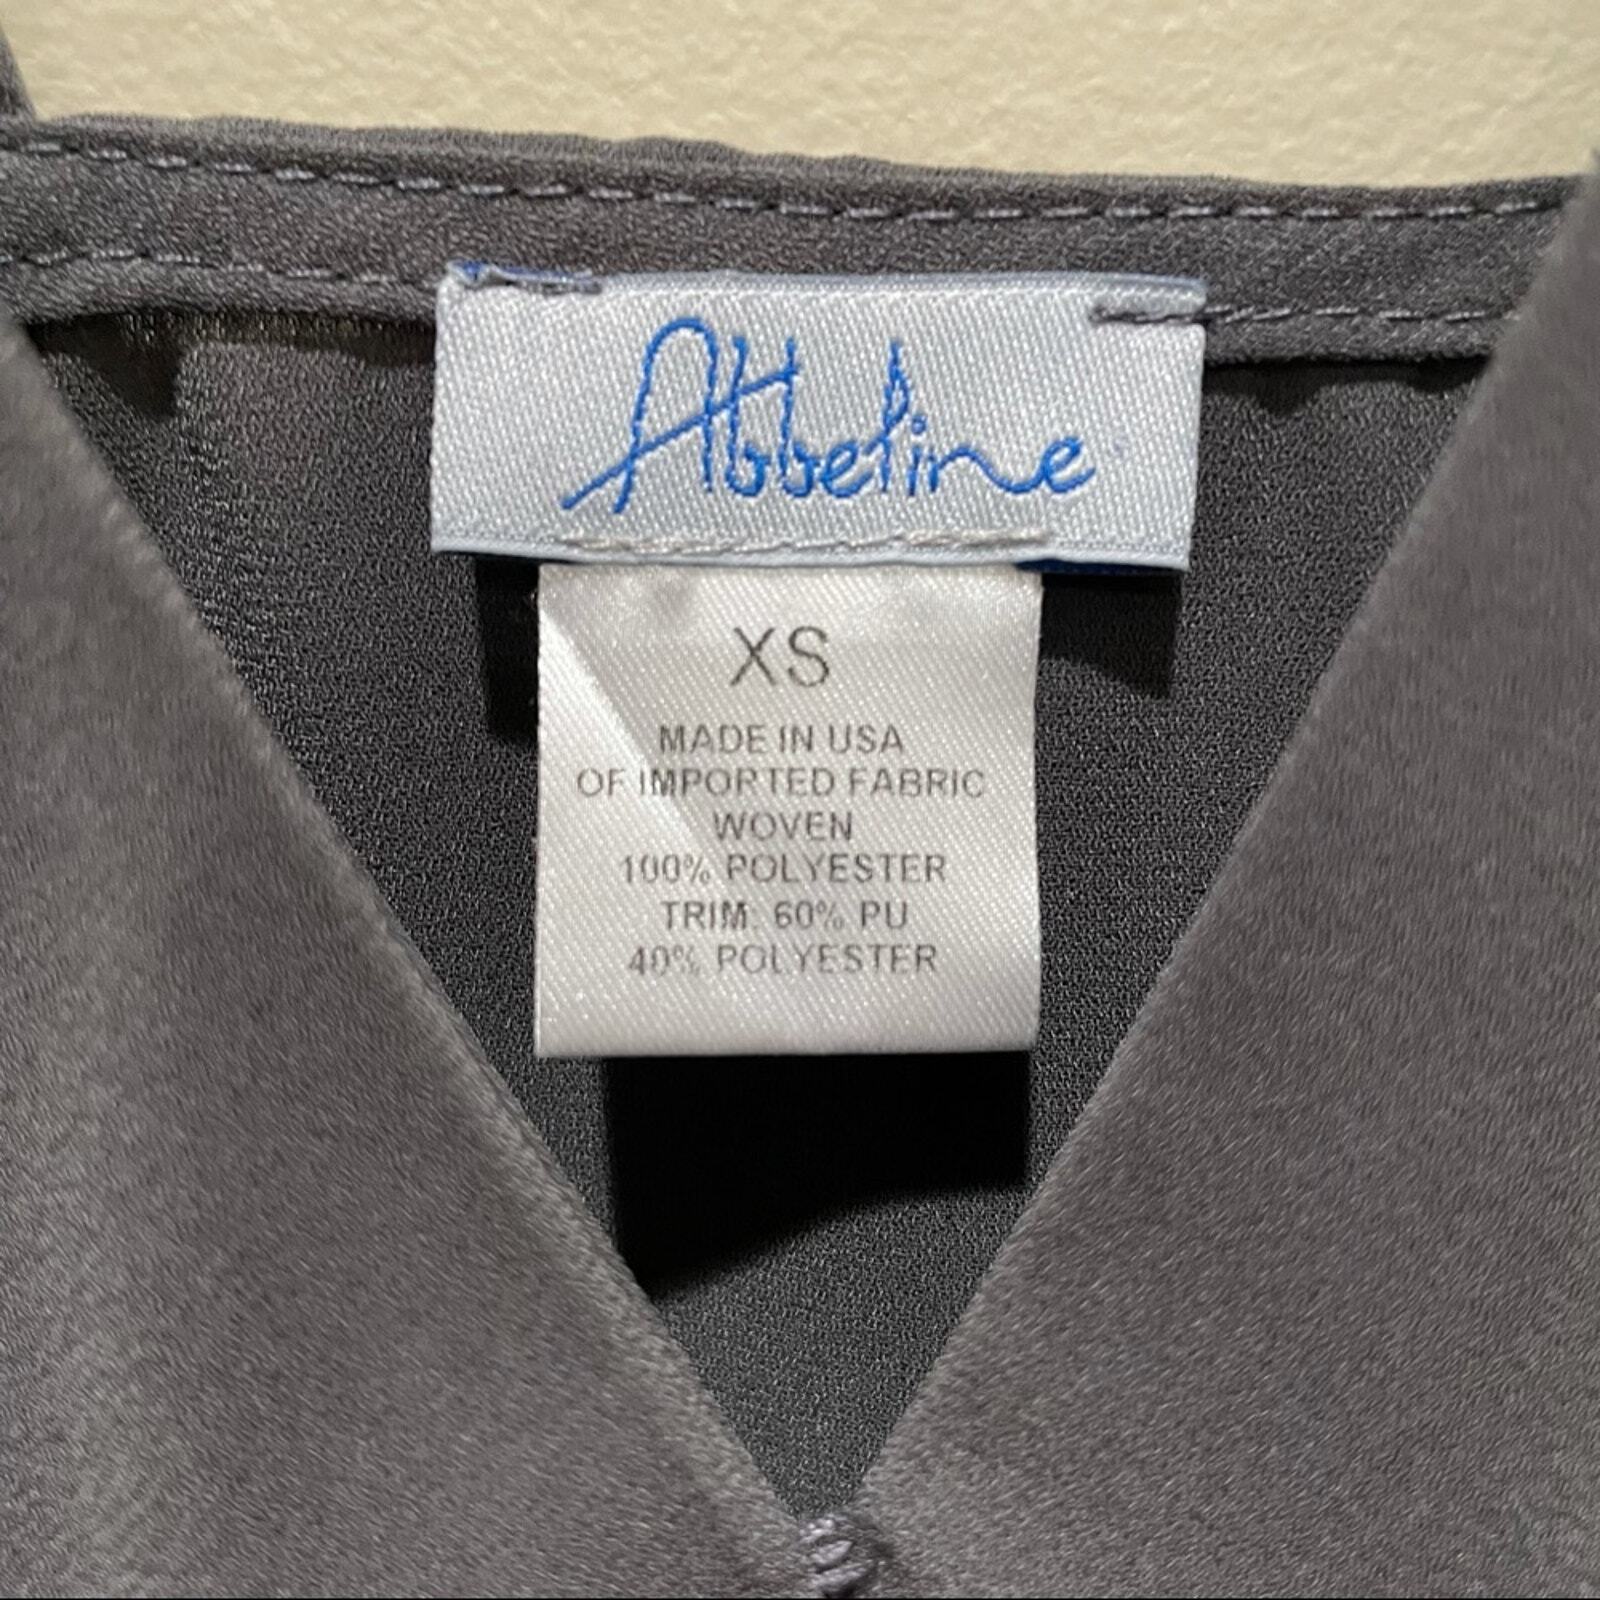 Abbeline
XS
MADE IN USA
OF IMPORTED FABRIC
WOVEN
100% POLYESTER
TRIM: 60% PU
40% POLYESTER